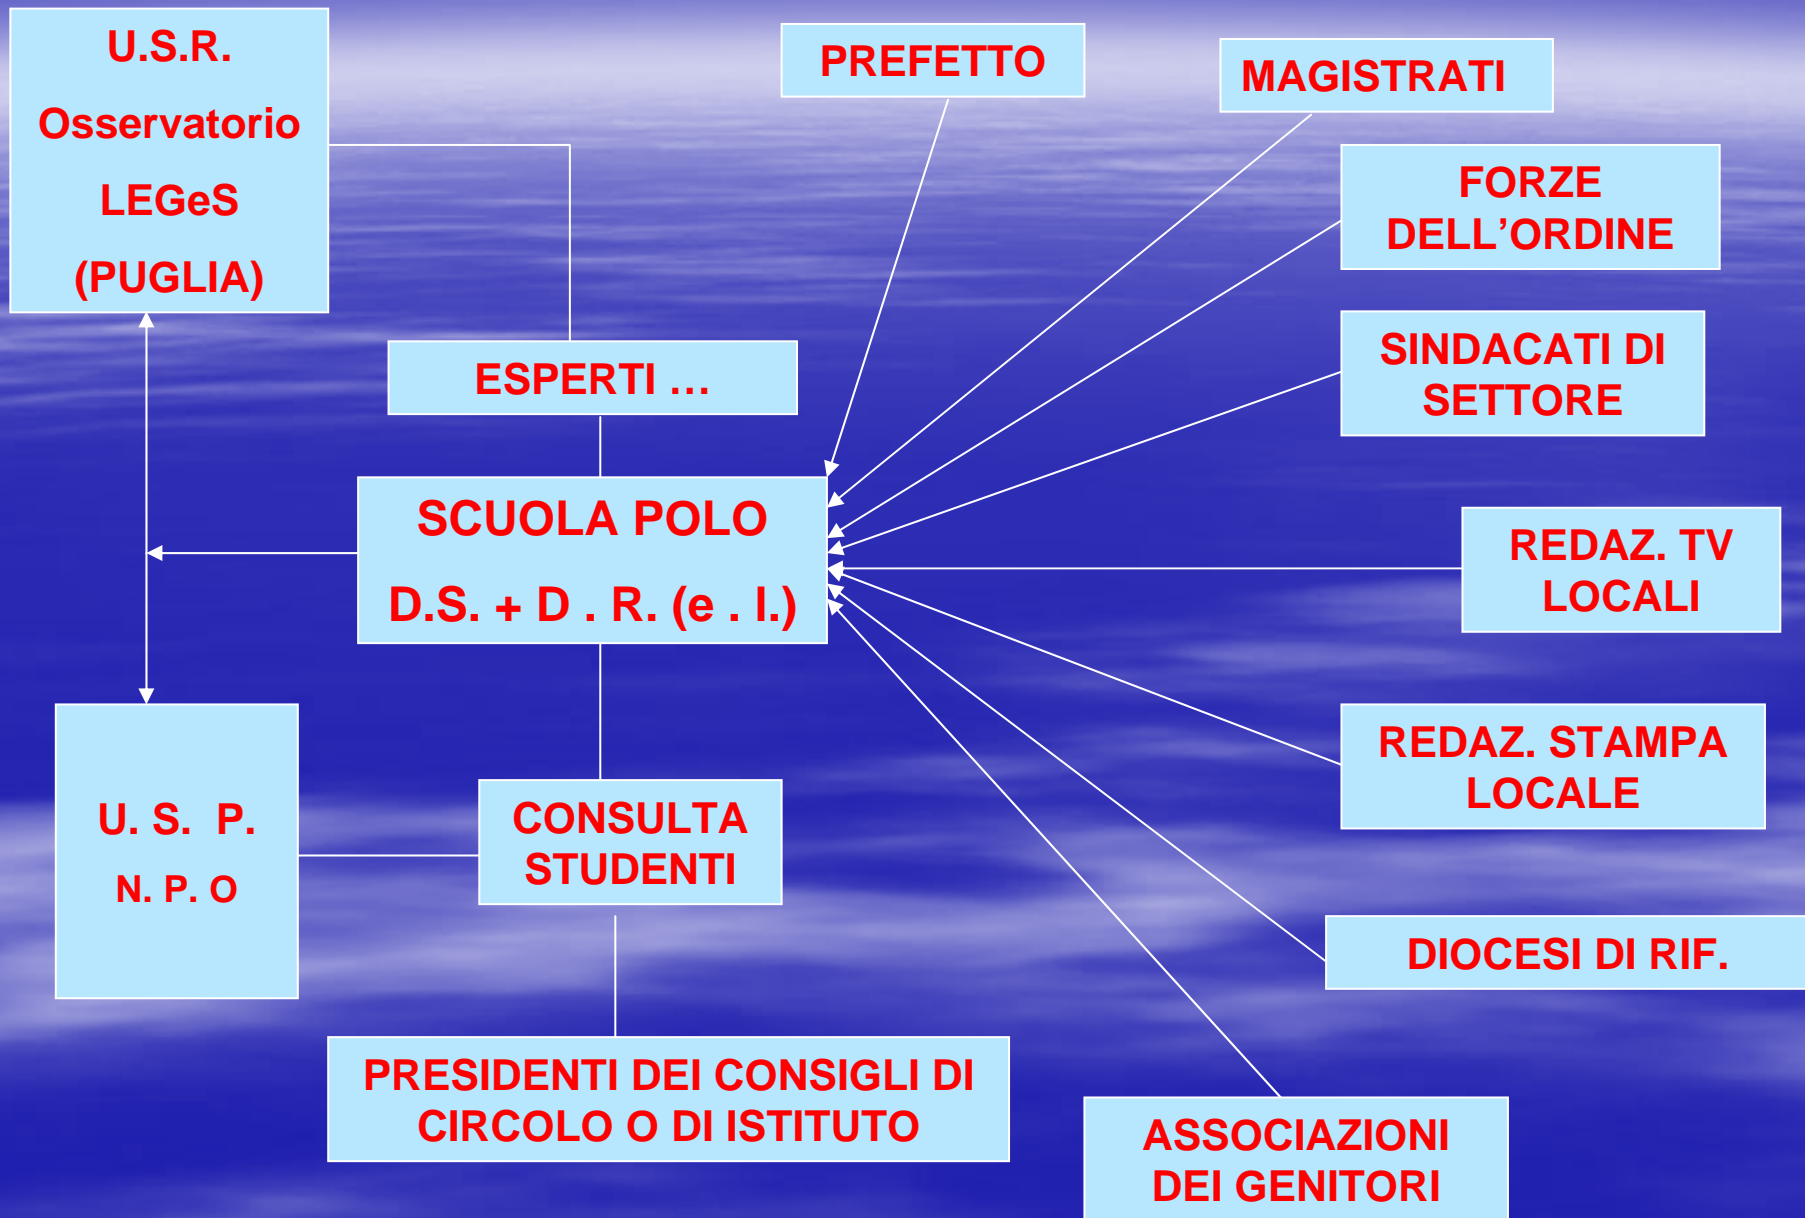 U.S.R.
Osservatorio
LEGeS
(PUGLIA)
PREFETTO
MAGISTRATI
FORZE
DELL’ORDINE
SINDACATI DI
SETTORE
ESPERTI …
SCUOLA POLO
D.S. + D . R. (e . l.)
REDAZ. TV
LOCALI
REDAZ. STAMPA
LOCALE
U. S. P.
N. P. O
CONSULTA
STUDENTI
DIOCESI DI RIF.
PRESIDENTI DEI CONSIGLI DI
CIRCOLO O DI ISTITUTO
ASSOCIAZIONI
DEI GENITORI